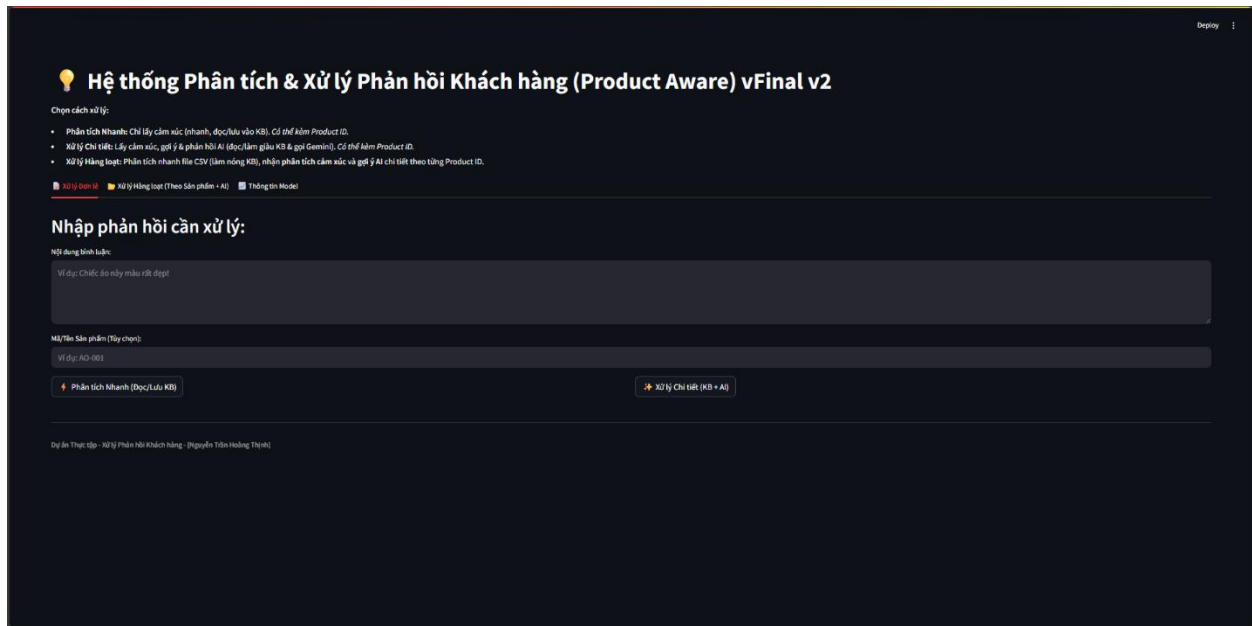 Deploy
💡 Hệ thống Phân tích & Xử lý Phản hồi Khách hàng (Product Aware) vFinal v2
Chọn cách xử lý:
• Phân tích Nhanh: Chỉ lấy cảm xúc (nhanh, đọc/lưu vào KB). Có thể kèm Product ID.
• Xử lý Chi tiết: Lấy cảm xúc, gợi ý & phản hồi AI (đọc/làm giàu KB & gọi Gemini). Có thể kèm Product ID.
• Xử lý Hàng loạt: Phân tích nhanh file CSV (làm nóng KB), nhận phân tích cảm xúc và gợi ý AI chi tiết theo từng Product ID.
Xử lý Đơn lẻ Xử lý Hàng loạt (Theo Sản phẩm + AI) Thông tin Model
Nhập phản hồi cần xử lý:
Nội dung bình luận:
Ví dụ: Chiếc áo này màu rất đẹp!
Mã/Tên Sản phẩm (Tùy chọn):
Ví dụ: AO-001
⚡ Phân tích Nhanh (Đọc/Lưu KB) ✨ Xử lý Chi tiết (KB + AI)
Dự án Thực tập - Xử lý Phản hồi Khách hàng - [Nguyễn Trần Hoàng Thịnh]